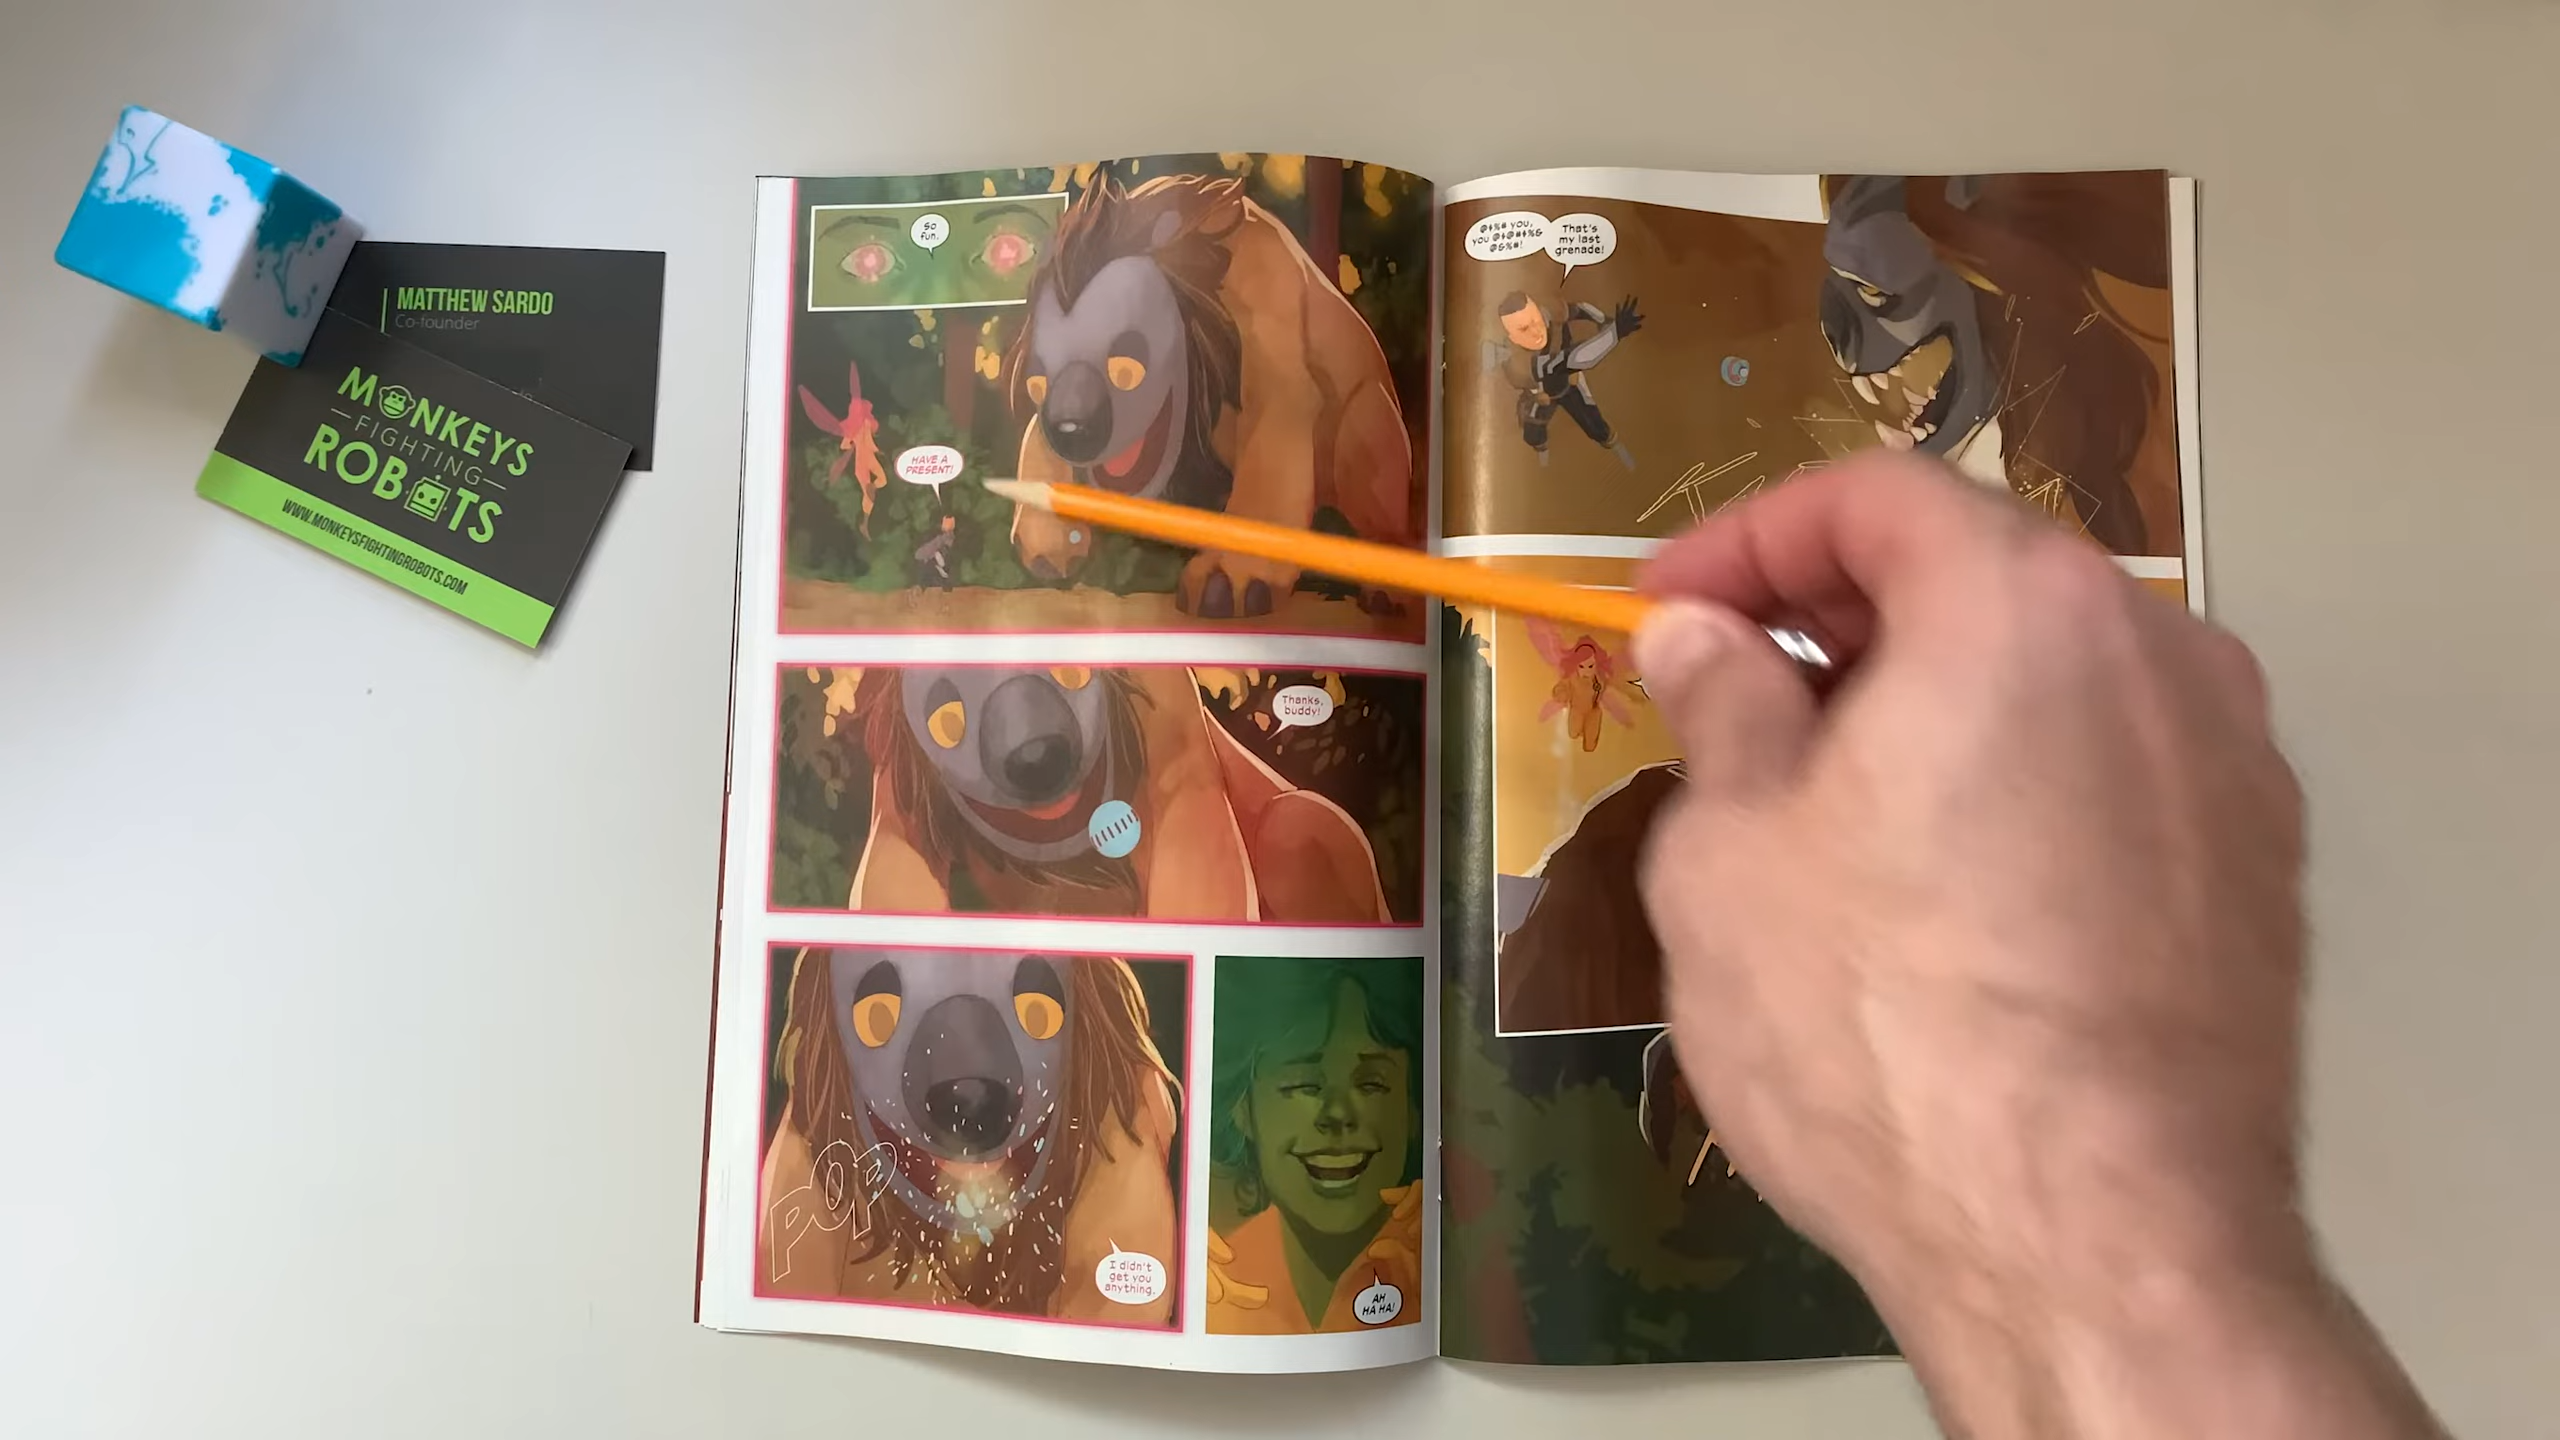 MATTHEW SARDO
Co-founder
MONKEYS
FIGHTING
ROBOTS
WWW.MONKEYSFIGHTINGROBOTS.COM
So
fun.
HAVE A
PRESENT!
Thanks,
buddy!
POP
I didn't
get you
anything.
AH
HA HA!
you,
That's
my last
grenade!